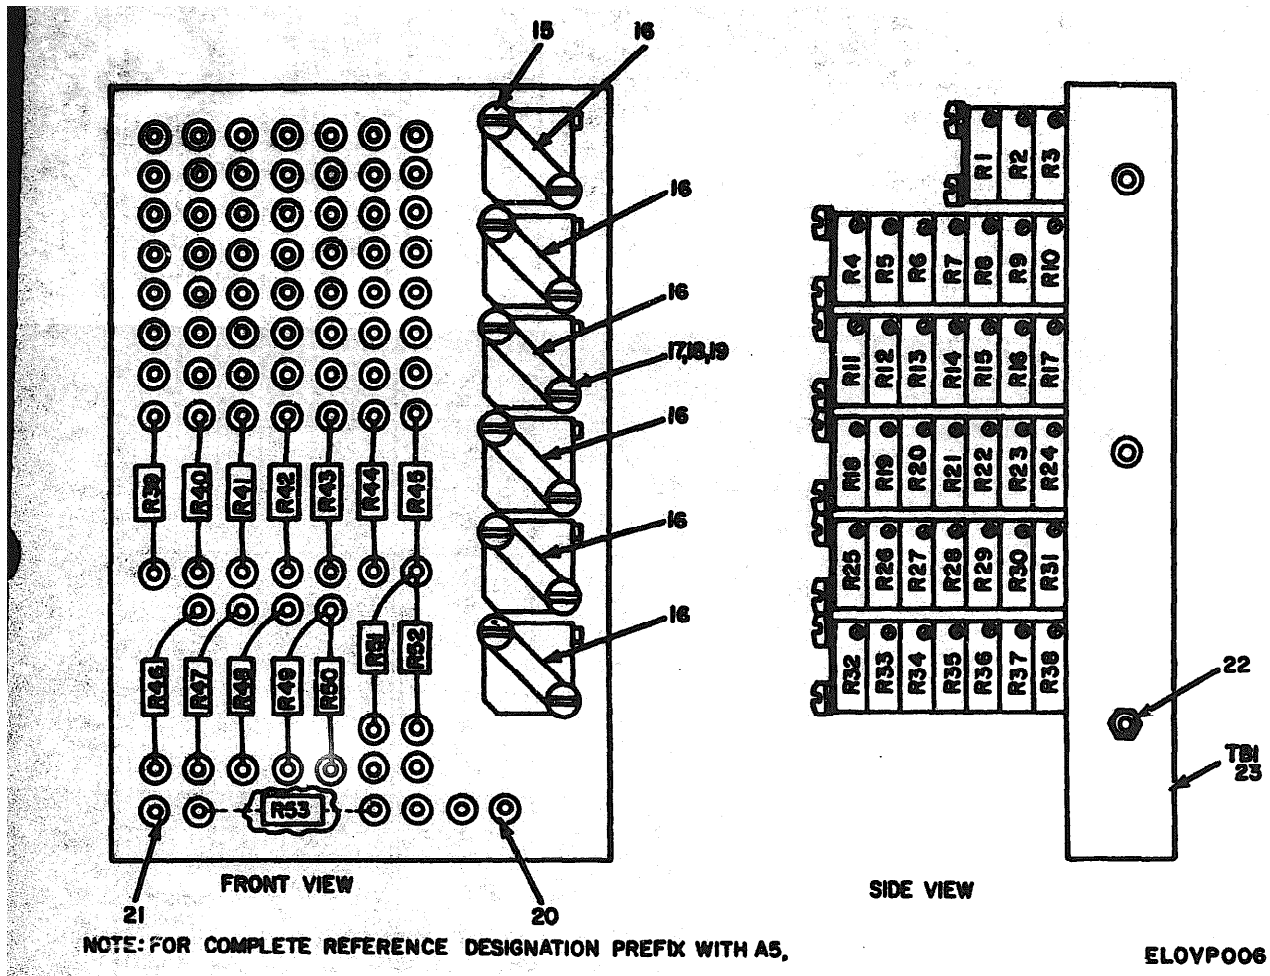 15 16
16
16
17,18,19
16
16
16
R39 R40 R41 R42 R43 R44 R45
R46 R47 R48 R49 R50 R51 R52
R53
21
20
FRONT VIEW
R1 R2 R3
R4 R5 R6 R7 R8 R9 R10
R11 R12 R13 R14 R15 R16 R17
R18 R19 R20 R21 R22 R23 R24
R25 R26 R27 R28 R29 R30 R31
R32 R33 R34 R35 R36 R37 R38
22
TB1
23
SIDE VIEW
NOTE: FOR COMPLETE REFERENCE DESIGNATION PREFIX WITH A5.
ELOVP006